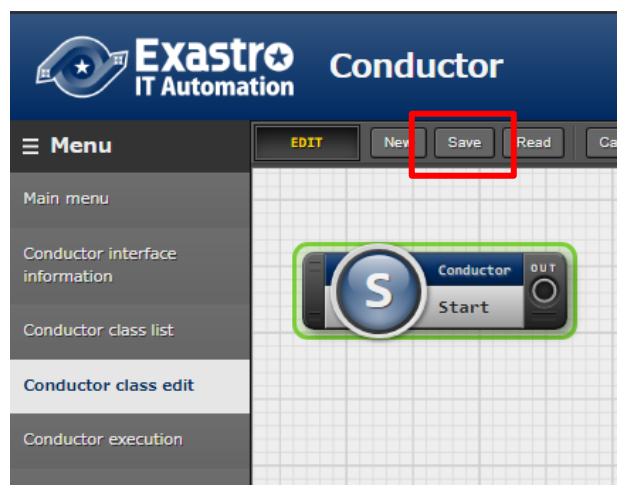 Exastro
IT Automation
Conductor
Menu
EDIT
New
Save
Read
Ca
Main menu
Conductor interface
information
Conductor class list
Conductor class edit
Conductor execution
S
Conductor
Start
OUT